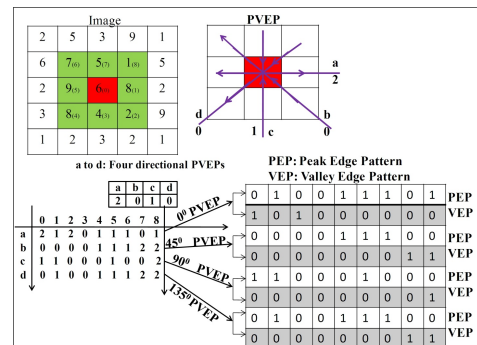 Image
PVEP
2 5 3 9 1
6 7(6) 5(7) 1(8) 5
2 9(5) 6(0) 8(1) 2
3 8(4) 4(3) 2(2) 9
1 2 3 2 1
a
2
d
0
1
c
b
0
a to d: Four directional PVEPs
PEP: Peak Edge Pattern
VEP: Valley Edge Pattern
a b c d
2 0 1 0
0 1 2 3 4 5 6 7 8
a 2 1 2 0 1 1 1 0 1
b 0 0 0 0 1 1 1 2 2
c 1 1 0 0 0 1 0 0 2
d 0 1 0 0 1 1 1 2 2
0⁰ PVEP
45⁰ PVEP
90⁰ PVEP
135⁰ PVEP
0 1 0 1 1 1 0 1 PEP
1 0 1 0 0 0 0 0 VEP
0 0 0 1 1 1 0 0 PEP
0 0 0 0 0 0 1 1 VEP
1 1 0 0 1 0 0 0 PEP
0 0 0 0 0 0 0 1 VEP
0 1 0 1 1 1 0 0 PEP
0 0 0 0 0 0 1 1 VEP